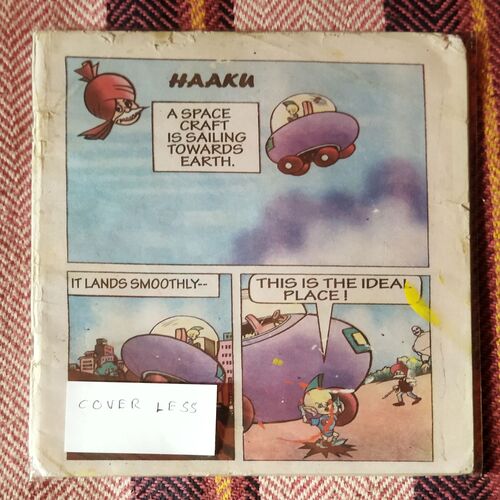 HAAKU
A SPACE
CRAFT
IS SAILING
TOWARDS
EARTH.
IT LANDS SMOOTHLY--
THIS IS THE IDEAL
PLACE!
COVER LESS